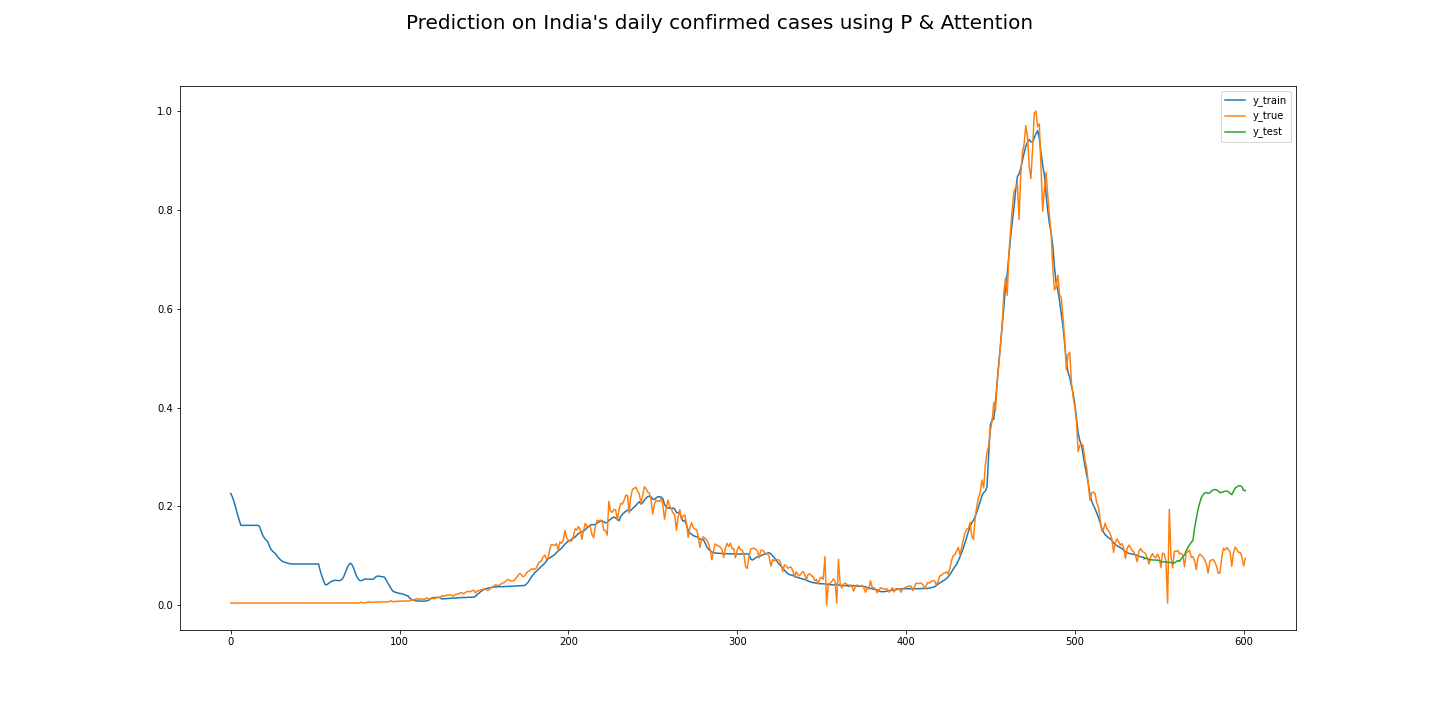 Prediction on India's daily confirmed cases using P & Attention
y_train
y_true
y_test
1.0
0.8
0.6
0.4
0.2
0.0
0 100 200 300 400 500 600